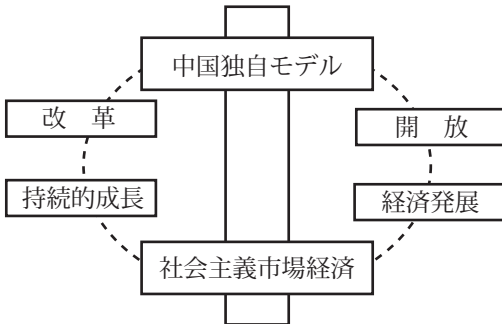 中国独自モデル
改　革
開　放
持続的成長
経済発展
社会主義市場経済